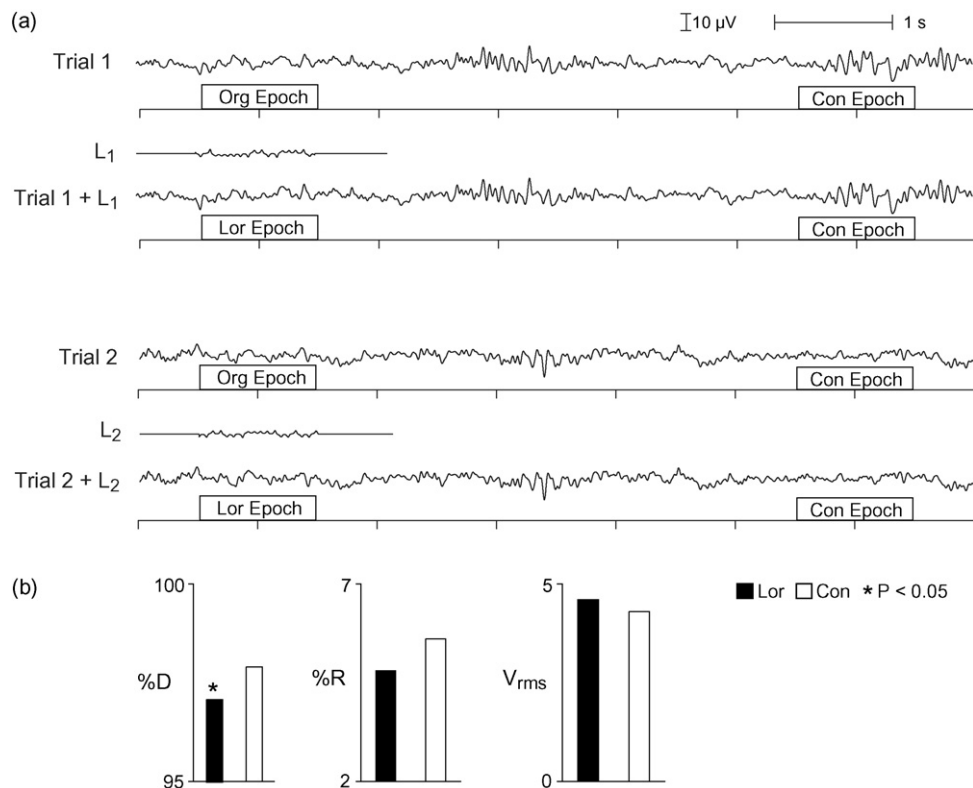 (a)
10 µV 1 s
Trial 1
Org Epoch Con Epoch
L1
Trial 1 + L1
Lor Epoch Con Epoch
Trial 2
Org Epoch Con Epoch
L2
Trial 2 + L2
Lor Epoch Con Epoch
(b)
100 7 5 Lor Con * P < 0.05
%D * %R Vrms
95 2 0